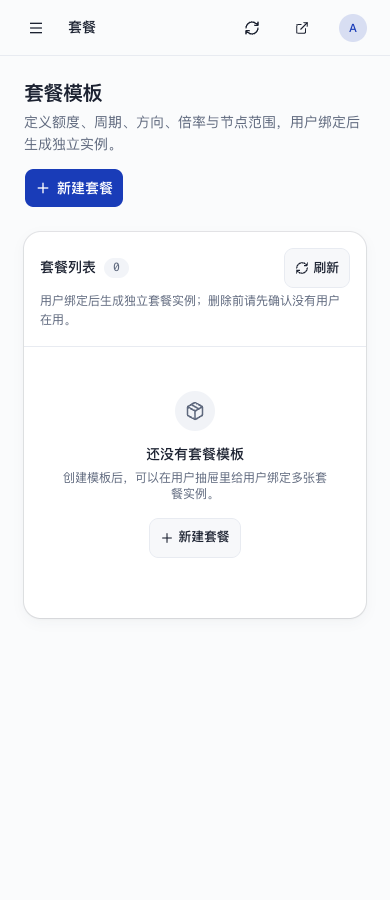 套餐
A
套餐模板
定义额度、周期、方向、倍率与节点范围，用户绑定后
生成独立实例。
新建套餐
套餐列表 0
刷新
用户绑定后生成独立套餐实例；删除前请先确认没有用户
在用。
还没有套餐模板
创建模板后，可以在用户抽屉里给用户绑定多张套
餐实例。
新建套餐